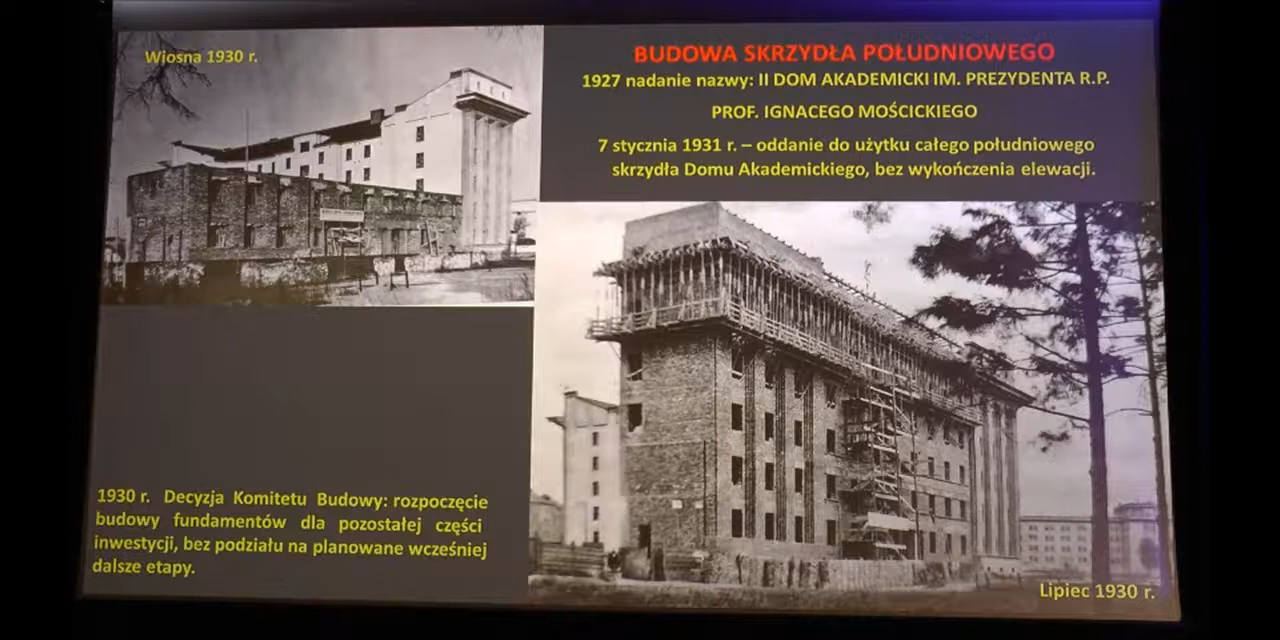 Wiosna 1930 r.
BUDOWA SKRZYDŁA POŁUDNIOWEGO
1927 nadanie nazwy: II DOM AKADEMICKI IM. PREZYDENTA R.P.
PROF. IGNACEGO MOŚCICKIEGO
7 stycznia 1931 r. – oddanie do użytku całego południowego
skrzydła Domu Akademickiego, bez wykończenia elewacji.
1930 r. Decyzja Komitetu Budowy: rozpoczęcie
budowy fundamentów dla pozostałej części
inwestycji, bez podziału na planowane wcześniej
dalsze etapy.
Lipiec 1930 r.